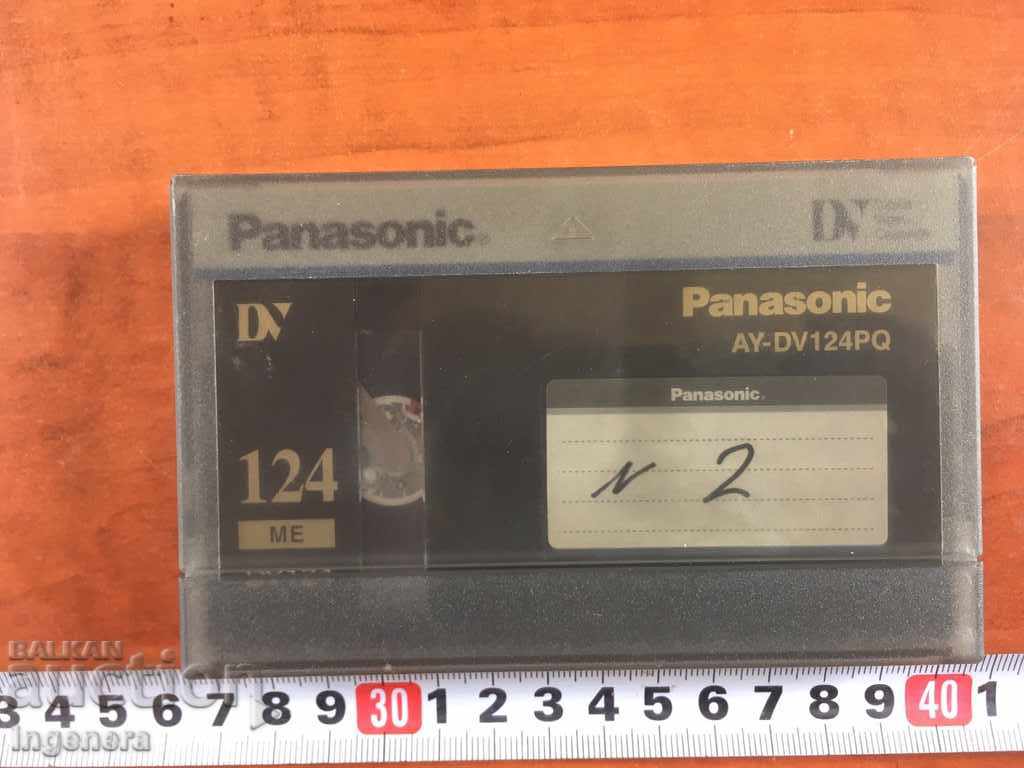 Panasonic
DV
DV
Panasonic
AY-DV124PQ
Panasonic
124
N 2
ME
BALKAN
auction
Ingenera
3 4 5 6 7 8 9 30 1 2 3 4 5 6 7 8 9 40 1